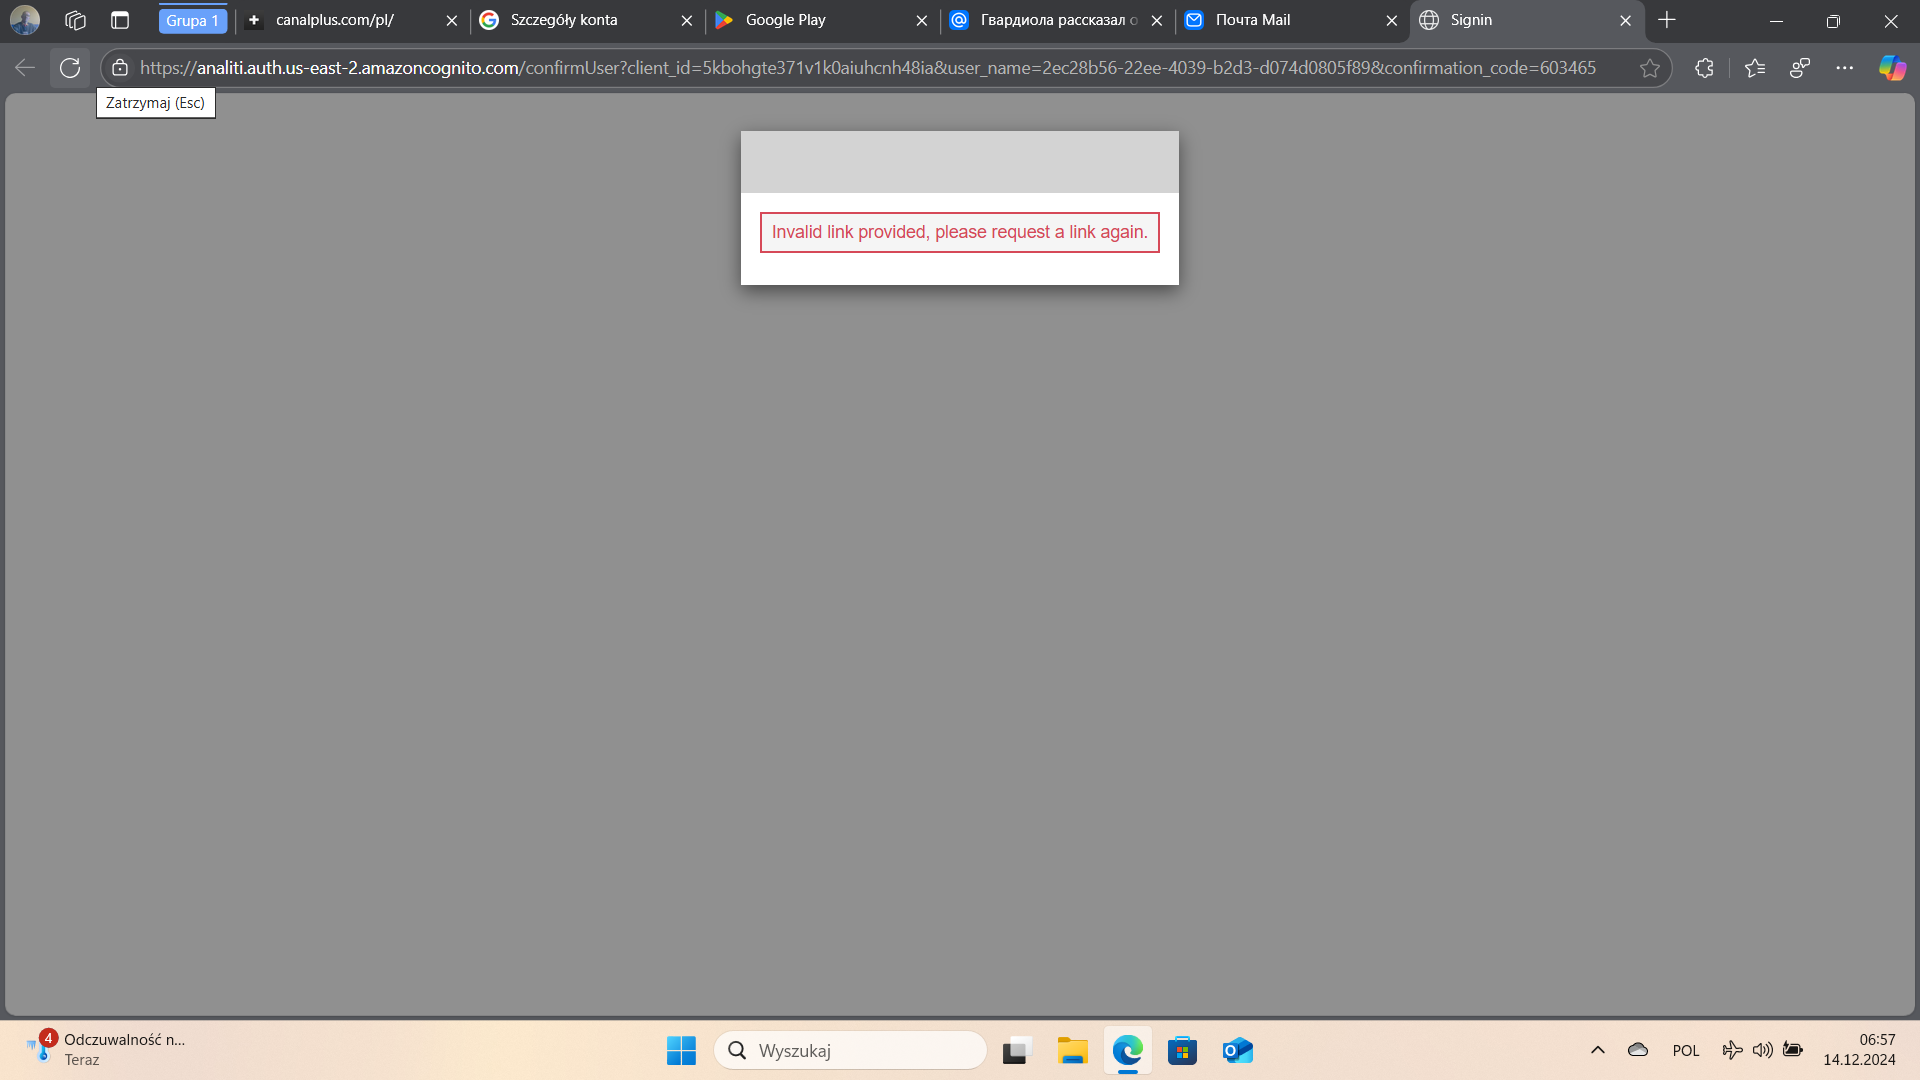 Grupa 1
canalplus.com/pl/
Szczegóły konta
Google Play
Гвардиола рассказал о
Почта Mail
Signin
https://analiti.auth.us-east-2.amazoncognito.com/confirmUser?client_id=5kbohgte371v1k0aiuhcnh48ia&user_name=2ec28b56-22ee-4039-b2d3-d074d0805f89&confirmation_code=603465
Zatrzymaj (Esc)
Invalid link provided, please request a link again.
4
Odczuwalność n...
Teraz
Wyszukaj
POL
06:57
14.12.2024